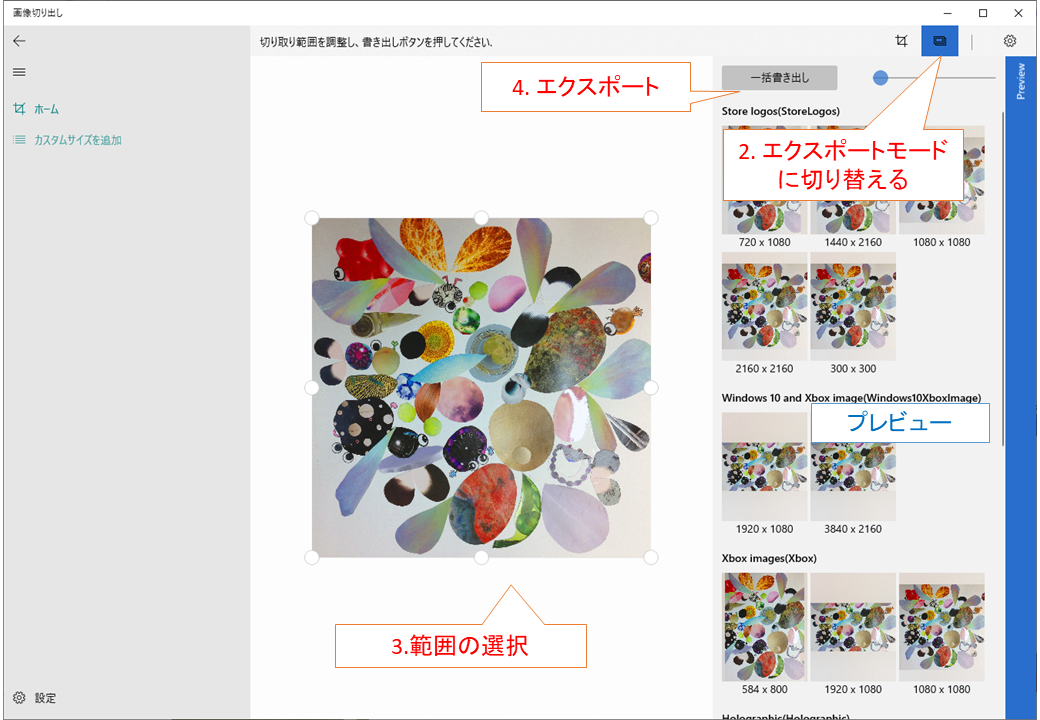 画像切り出し
切り取り範囲を調整し、書き出しボタンを押してください.
ホーム
カスタムサイズを追加
設定
4. エクスポート
一括書き出し
Preview
Store logos(StoreLogos)
2. エクスポートモード
に切り替える
720 x 1080
1440 x 2160
1080 x 1080
2160 x 2160
300 x 300
Windows 10 and Xbox image(Windows10XboxImage)
プレビュー
1920 x 1080
3840 x 2160
Xbox images(Xbox)
584 x 800
1920 x 1080
1080 x 1080
Holographic(Holographic)
3.範囲の選択